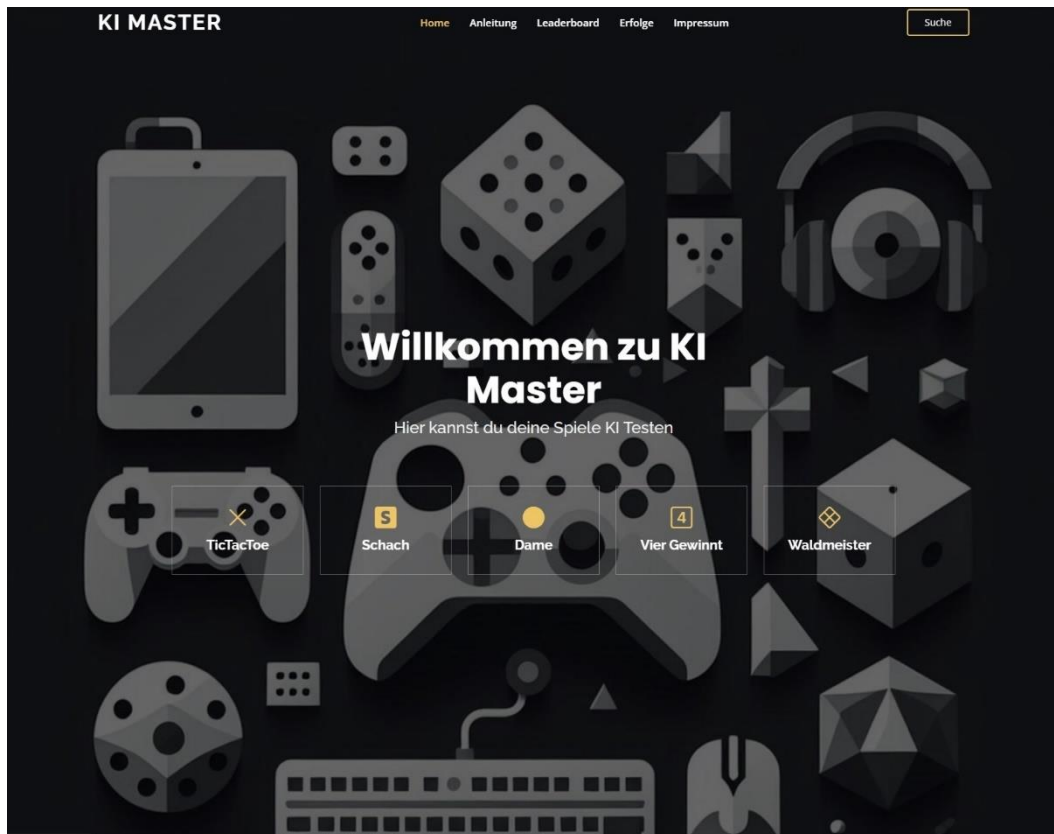 KI MASTER
Home Anleitung Leaderboard Erfolge Impressum
Suche
Willkommen zu KI
Master
Hier kannst du deine Spiele KI Testen
S
4
TicTacToe
Schach
Dame
Vier Gewinnt
Waldmeister